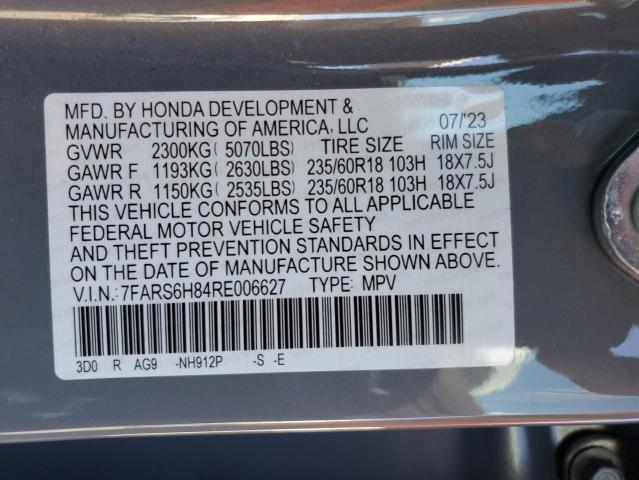 MFD. BY HONDA DEVELOPMENT &
MANUFACTURING OF AMERICA, LLC 07/'23
GVWR 2300KG( 5070LBS) TIRE SIZE RIM SIZE
GAWR F 1193KG( 2630LBS) 235/60R18 103H 18X7.5J
GAWR R 1150KG( 2535LBS) 235/60R18 103H 18X7.5J
THIS VEHICLE CONFORMS TO ALL APPLICABLE
FEDERAL MOTOR VEHICLE SAFETY
AND THEFT PREVENTION STANDARDS IN EFFECT ON
THE DATE OF MANUFACTURE SHOWN ABOVE.
V.I.N.: 7FARS6H84RE006627 TYPE: MPV
3D0 R AG9 -NH912P -S -E